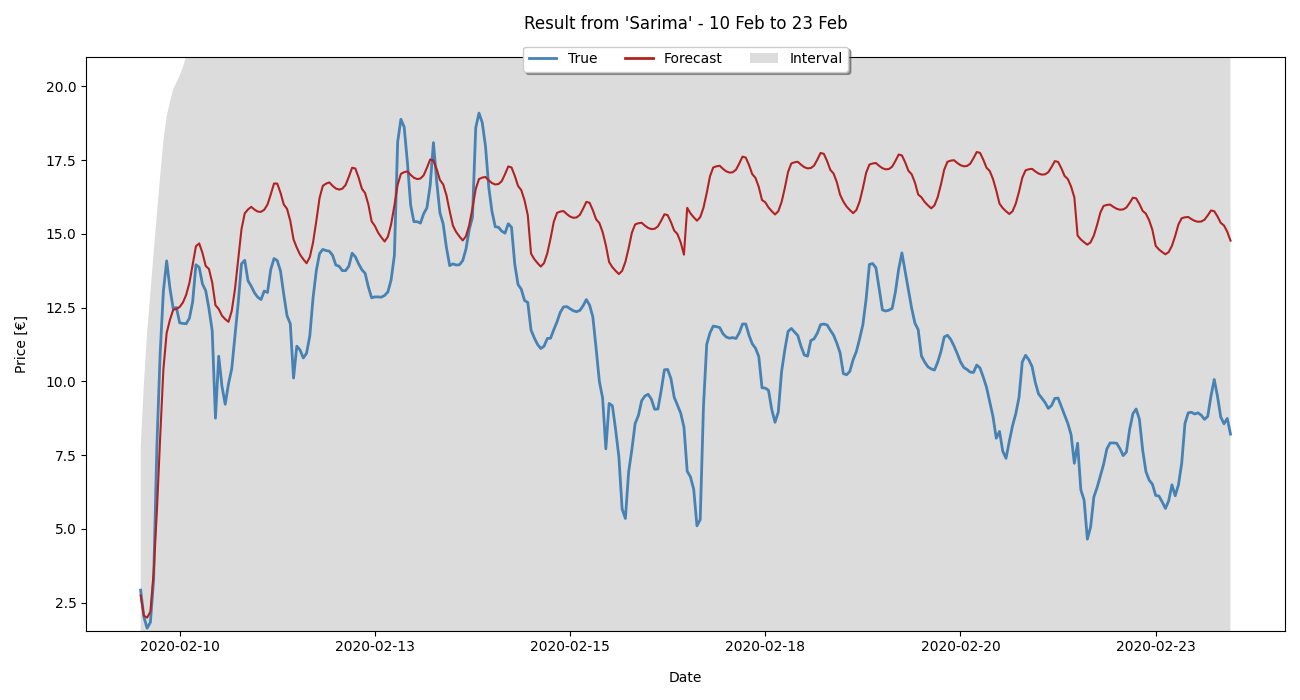 Result from 'Sarima' - 10 Feb to 23 Feb
True Forecast Interval
20.0
17.5
15.0
12.5
10.0
7.5
5.0
2.5
Price [€]
2020-02-10 2020-02-13 2020-02-15 2020-02-18 2020-02-20 2020-02-23
Date